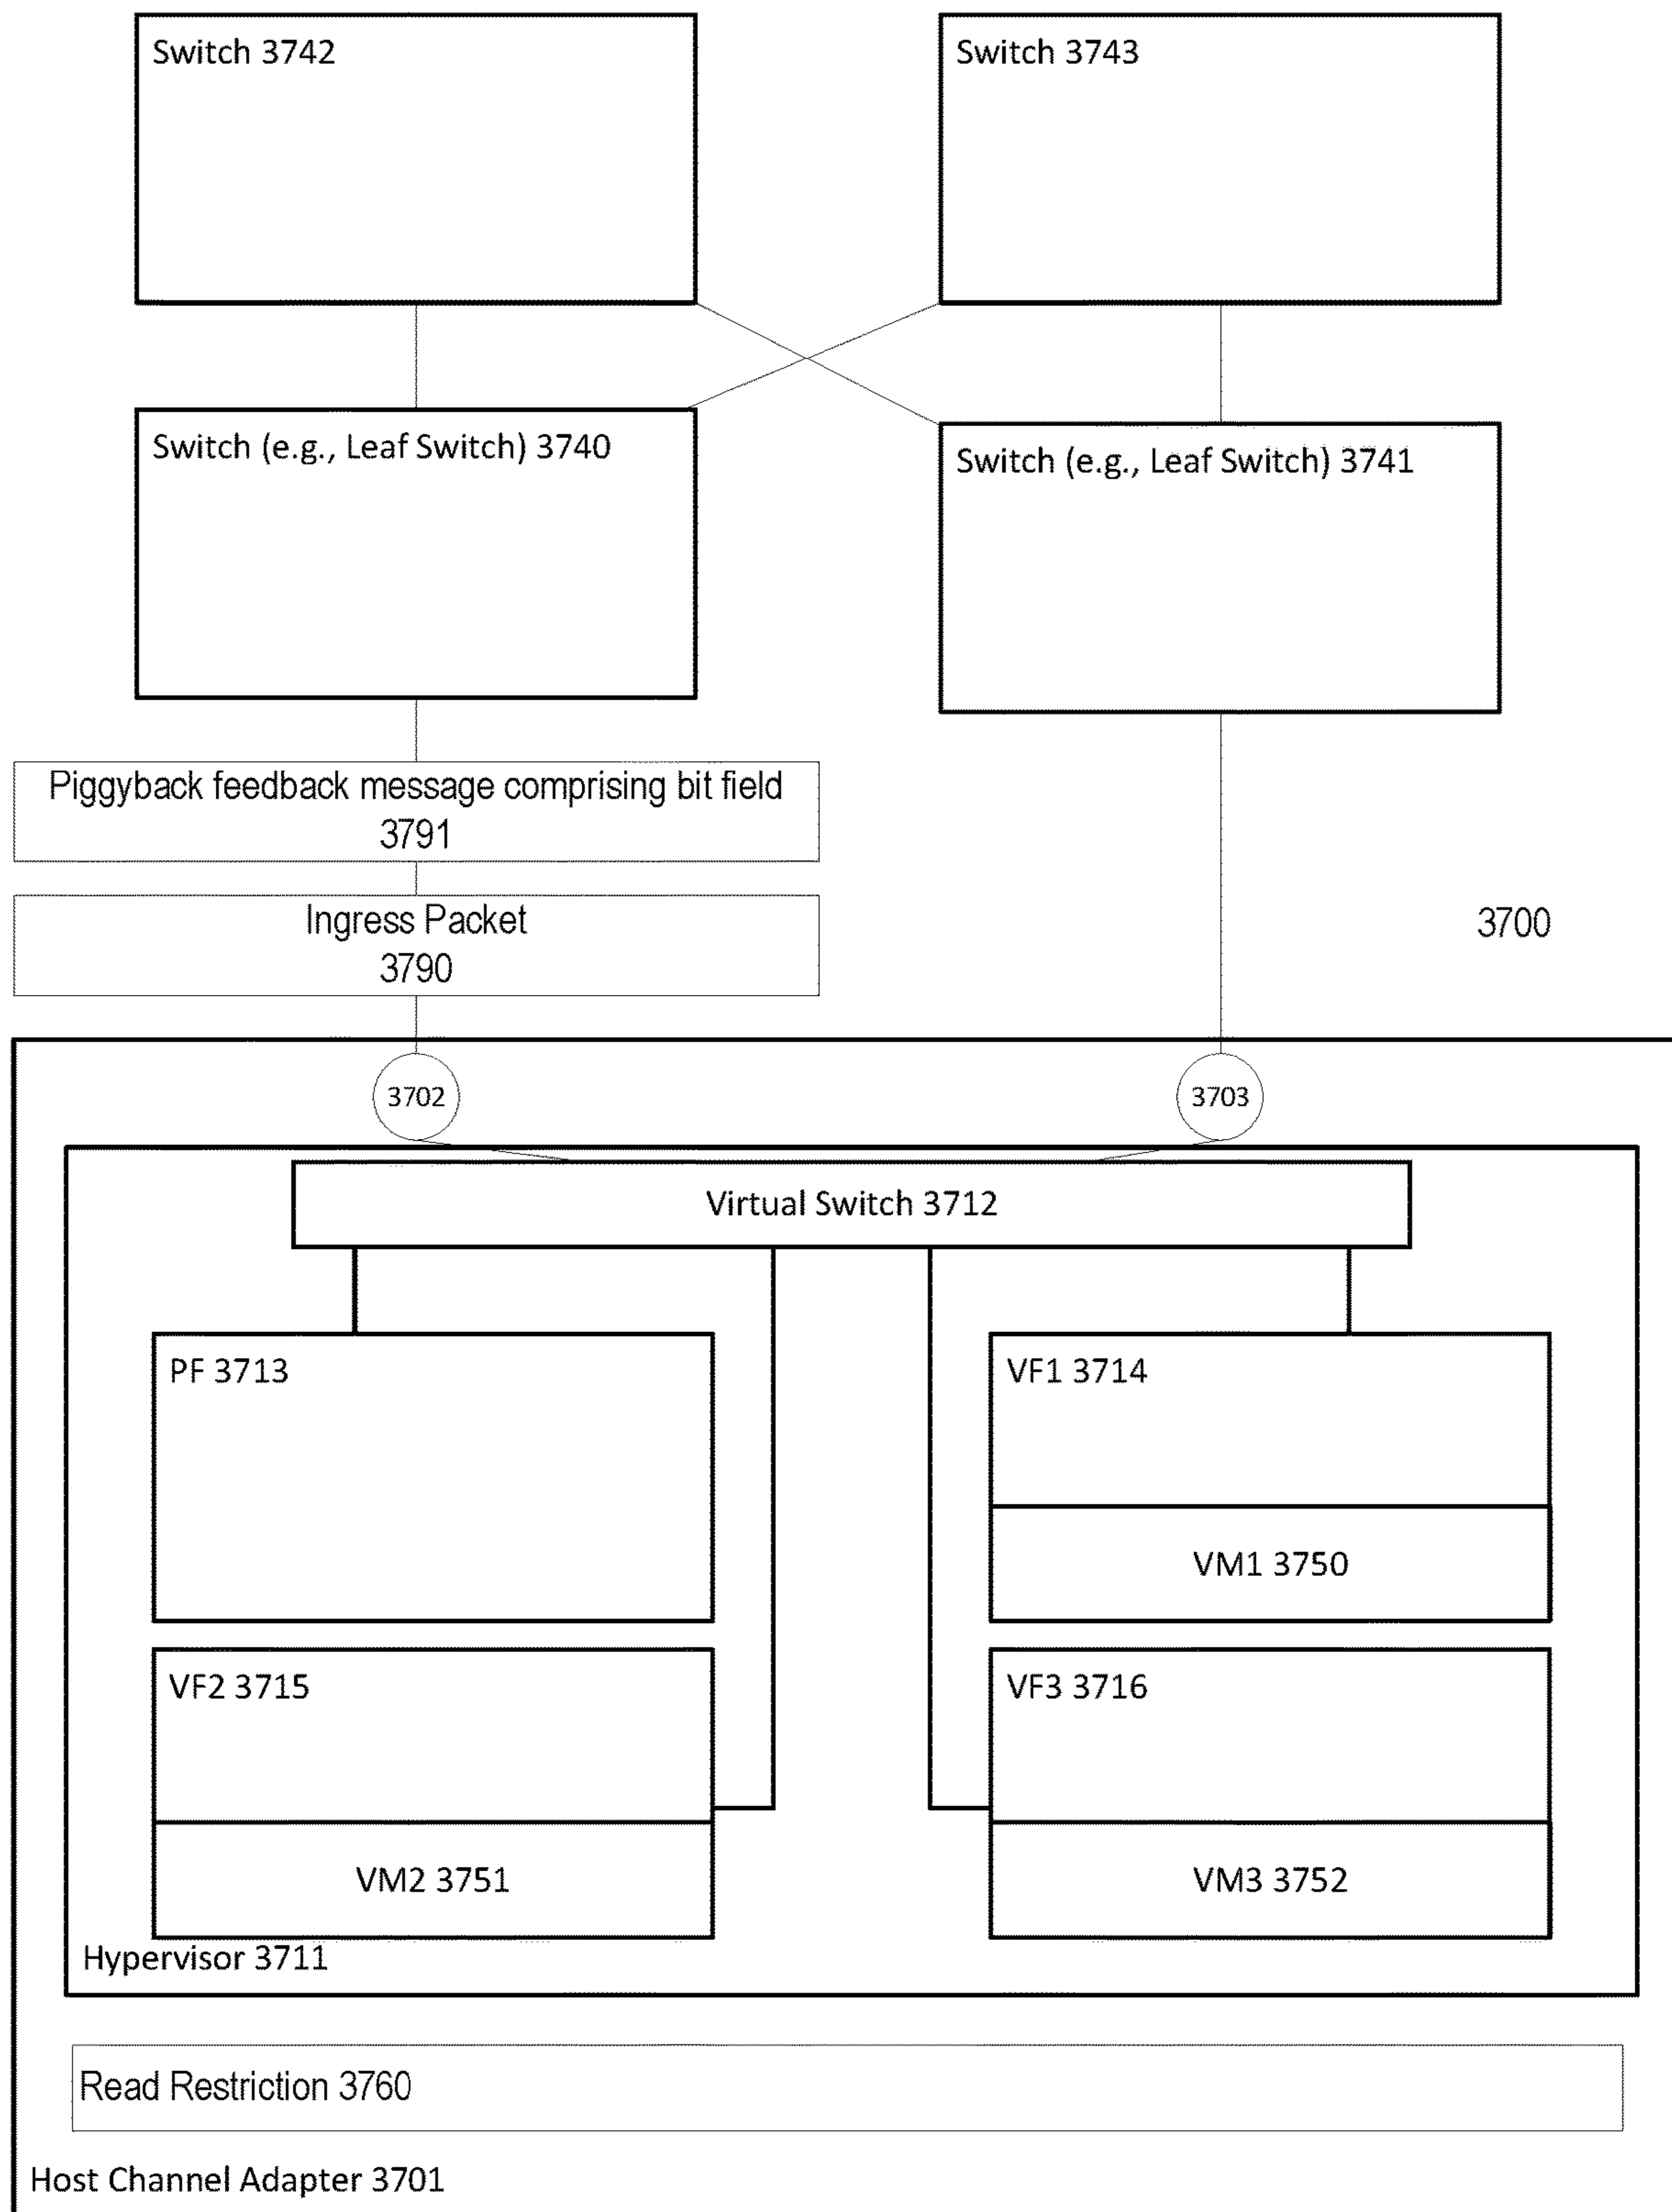 Switch 3742
Switch 3743
Switch (e.g., Leaf Switch) 3740
Switch (e.g., Leaf Switch) 3741
Piggyback feedback message comprising bit field
3791
Ingress Packet
3790
3700
3702
3703
Virtual Switch 3712
PF 3713
VF1 3714
VM1 3750
VF2 3715
VF3 3716
VM2 3751
VM3 3752
Hypervisor 3711
Read Restriction 3760
Host Channel Adapter 3701